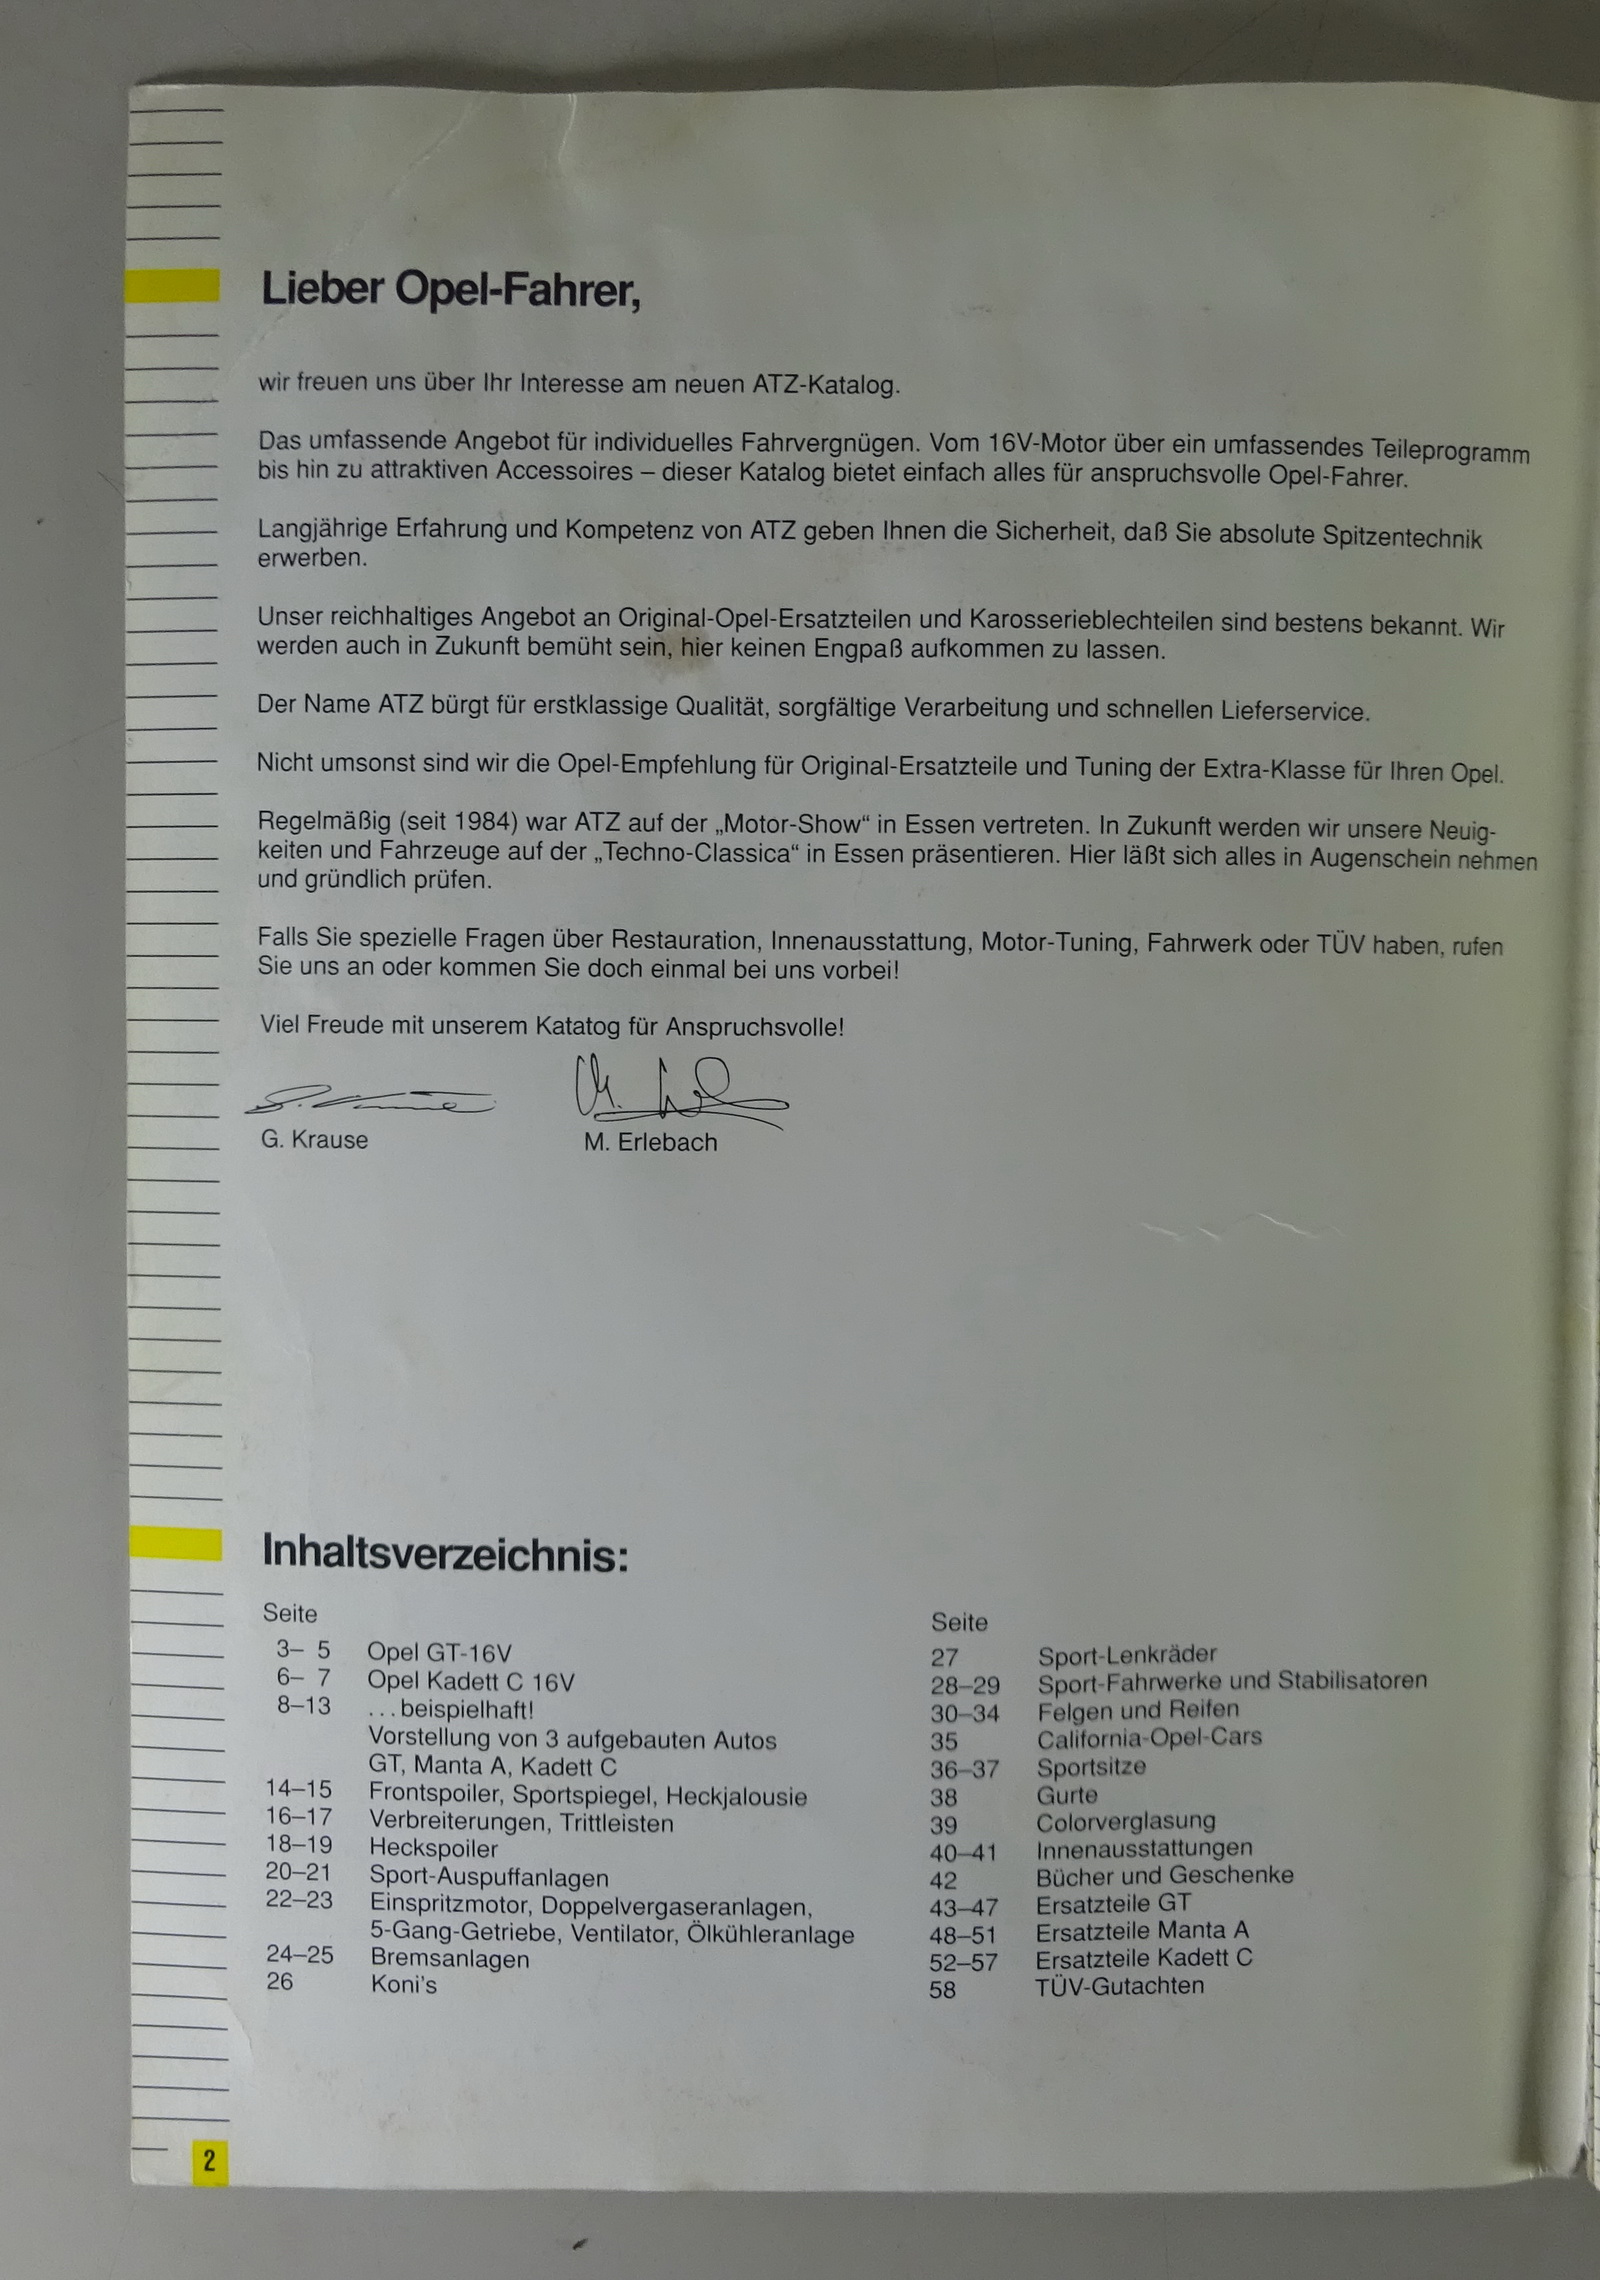 Lieber Opel-Fahrer,
wir freuen uns über Ihr Interesse am neuen ATZ-Katalog.
Das umfassende Angebot für individuelles Fahrvergnügen. Vom 16V-Motor über ein umfassendes Teileprogramm
bis hin zu attraktiven Accessoires – dieser Katalog bietet einfach alles für anspruchsvolle Opel-Fahrer.
Langjährige Erfahrung und Kompetenz von ATZ geben Ihnen die Sicherheit, daß Sie absolute Spitzentechnik
erwerben.
Unser reichhaltiges Angebot an Original-Opel-Ersatzteilen und Karosserieblechteilen sind bestens bekannt. Wir
werden auch in Zukunft bemüht sein, hier keinen Engpaß aufkommen zu lassen.
Der Name ATZ bürgt für erstklassige Qualität, sorgfältige Verarbeitung und schnellen Lieferservice.
Nicht umsonst sind wir die Opel-Empfehlung für Original-Ersatzteile und Tuning der Extra-Klasse für Ihren Opel.
Regelmäßig (seit 1984) war ATZ auf der „Motor-Show“ in Essen vertreten. In Zukunft werden wir unsere Neuig-
keiten und Fahrzeuge auf der „Techno-Classica“ in Essen präsentieren. Hier läßt sich alles in Augenschein nehmen
und gründlich prüfen.
Falls Sie spezielle Fragen über Restauration, Innenausstattung, Motor-Tuning, Fahrwerk oder TÜV haben, rufen
Sie uns an oder kommen Sie doch einmal bei uns vorbei!
Viel Freude mit unserem Katatog für Anspruchsvolle!
G. Krause M. Erlebach
Inhaltsverzeichnis:
Seite
3– 5 Opel GT-16V
6– 7 Opel Kadett C 16V
8–13 ... beispielhaft!
Vorstellung von 3 aufgebauten Autos
GT, Manta A, Kadett C
14–15 Frontspoiler, Sportspiegel, Heckjalousie
16–17 Verbreiterungen, Trittleisten
18–19 Heckspoiler
20–21 Sport-Auspuffanlagen
22–23 Einspritzmotor, Doppelvergaseranlagen,
5-Gang-Getriebe, Ventilator, Ölkühleranlage
24–25 Bremsanlagen
26 Koni's
Seite
27 Sport-Lenkräder
28–29 Sport-Fahrwerke und Stabilisatoren
30–34 Felgen und Reifen
35 California-Opel-Cars
36–37 Sportsitze
38 Gurte
39 Colorverglasung
40–41 Innenausstattungen
42 Bücher und Geschenke
43–47 Ersatzteile GT
48–51 Ersatzteile Manta A
52–57 Ersatzteile Kadett C
58 TÜV-Gutachten
2